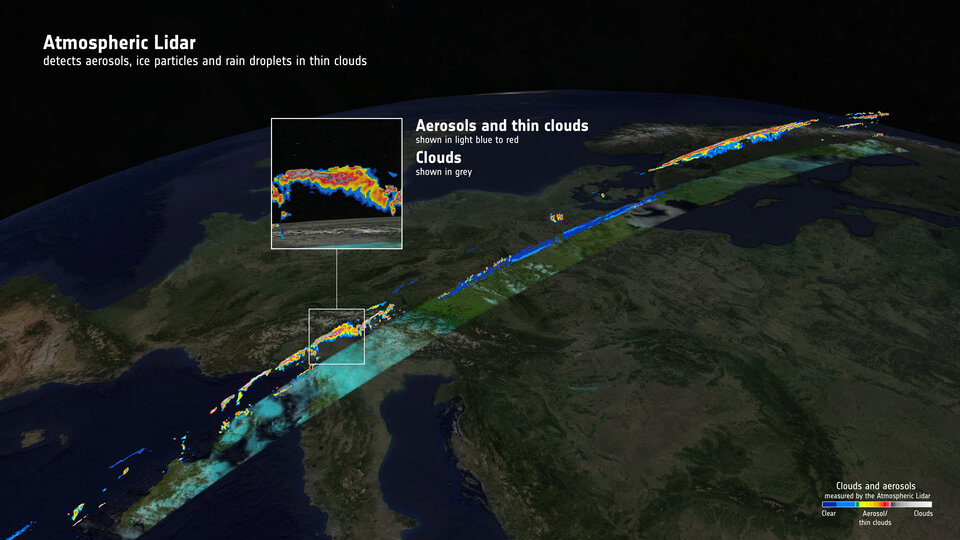 Atmospheric Lidar
detects aerosols, ice particles and rain droplets in thin clouds
Aerosols and thin clouds
shown in light blue to red
Clouds
shown in grey
Clouds and aerosols
measured by the Atmospheric Lidar
Clear
Aerosol/
thin clouds
Clouds